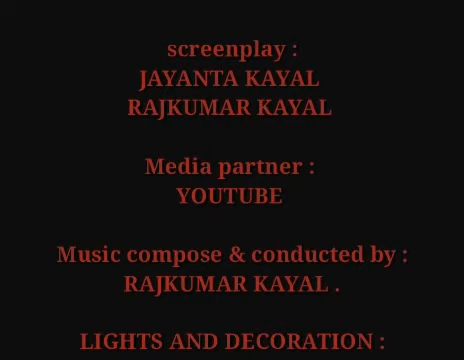 screenplay :
JAYANTA KAYAL
RAJKUMAR KAYAL
Media partner :
YOUTUBE
Music compose & conducted by :
RAJKUMAR KAYAL .
LIGHTS AND DECORATION :